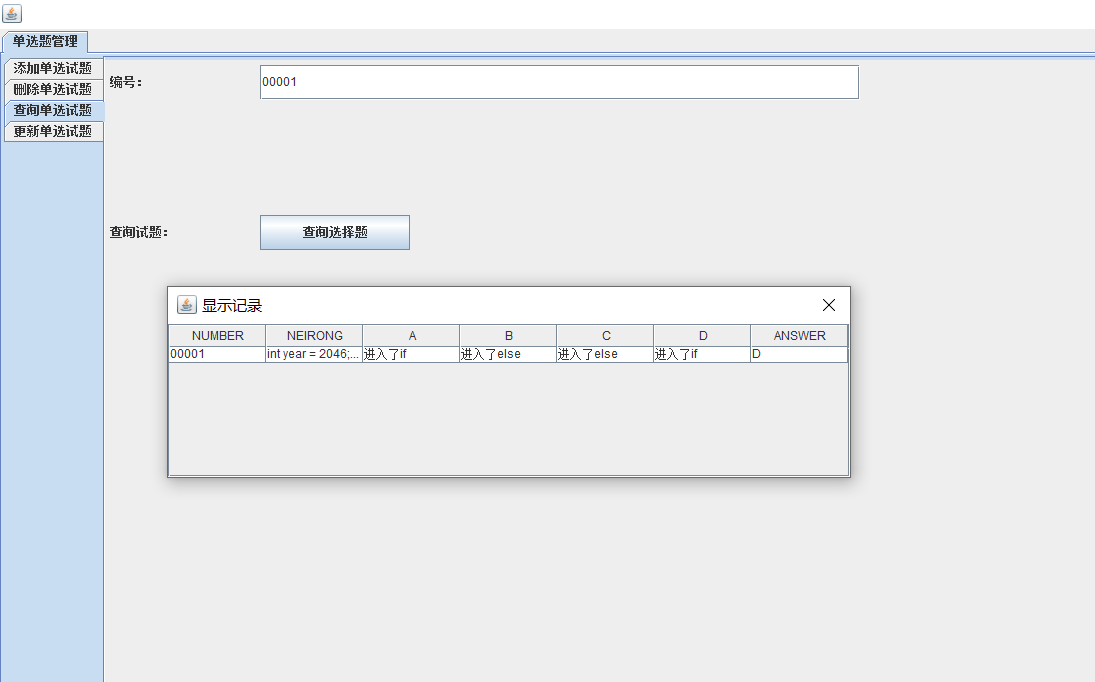 单选题管理
添加单选试题
删除单选试题
查询单选试题
更新单选试题
编号：
00001
查询试题：
查询选择题
显示记录
NUMBER NEIRONG A B C D ANSWER
00001 int year = 2046;... 进入了if 进入了else 进入了else 进入了if D